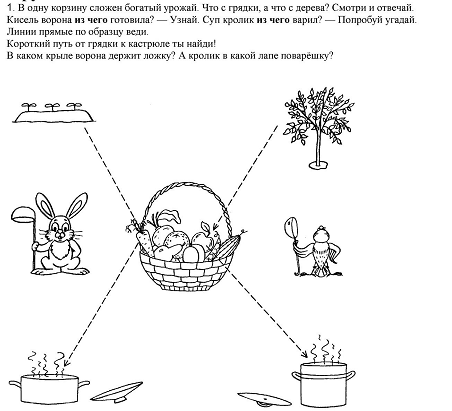 1. В одну корзину сложен богатый урожай. Что с грядки, а что с дерева? Смотри и отвечай.
Кисель ворона из чего готовила? — Узнай. Суп кролик из чего варил? — Попробуй угадай.
Линии прямые по образцу веди.
Короткий путь от грядки к кастрюле ты найди!
В каком крыле ворона держит ложку? А кролик в какой лапе поварёшку?